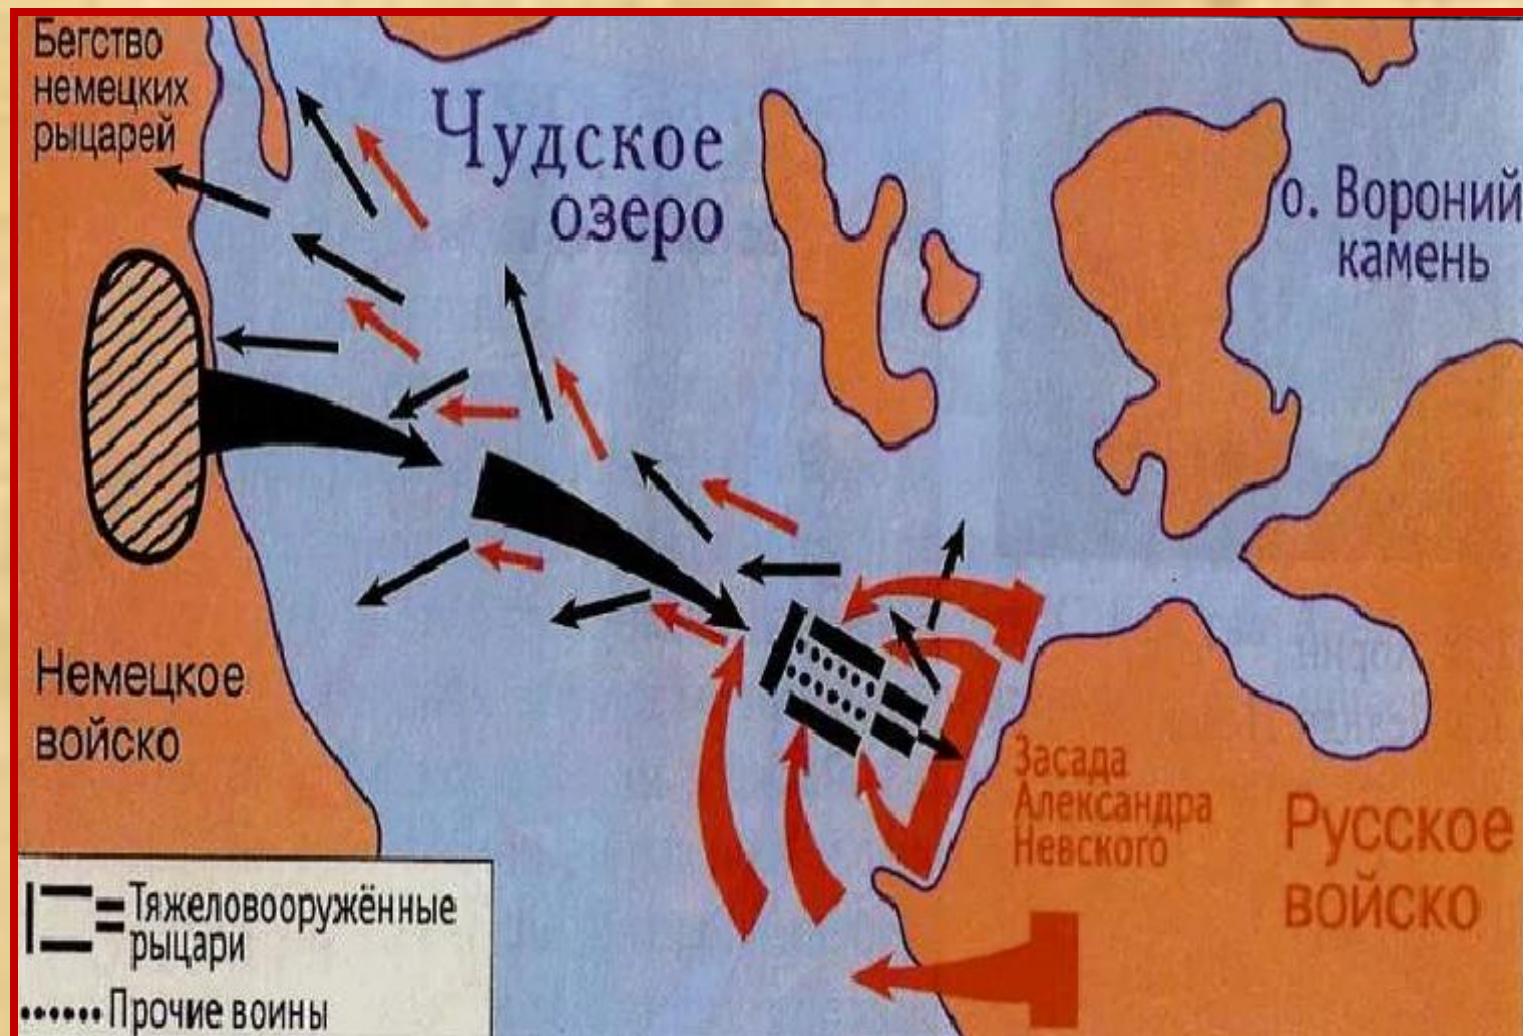 Бегство
немецких
рыцарей
Чудское
озеро
о. Вороний
камень
Немецкое
войско
Засада
Александра
Невского
Русское
войско
Тяжеловооружённые
рыцари
Прочие воины